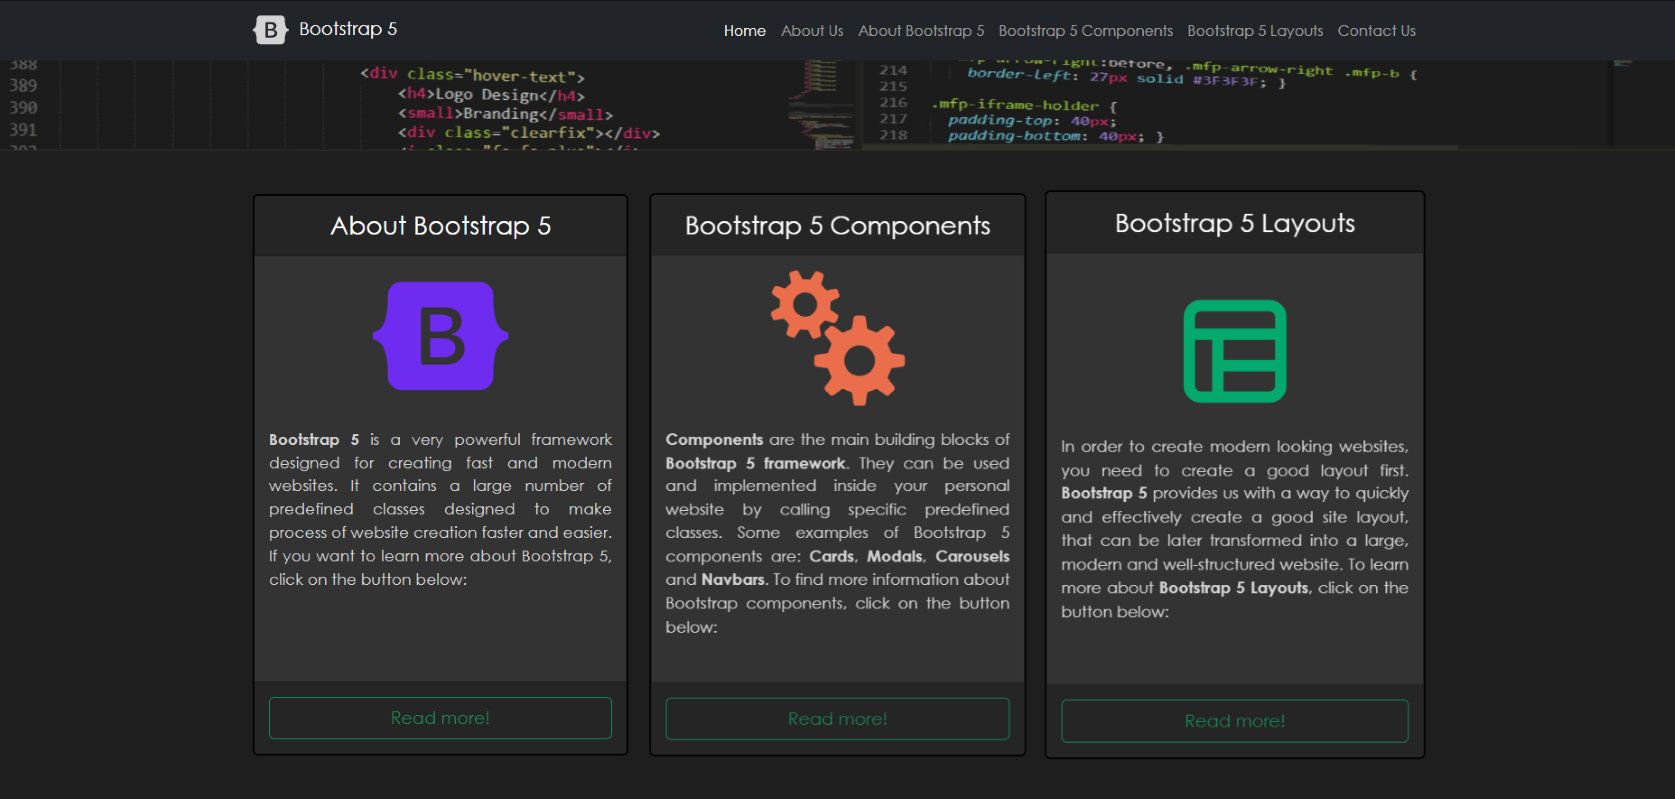 B Bootstrap 5
Home About Us About Bootstrap 5 Bootstrap 5 Components Bootstrap 5 Layouts Contact Us
388
389
390
391
<div class="hover-text">
<h4>Logo Design</h4>
<small>Branding</small>
<div class="clearfix"></div>
214
215
216
217
218
.mfp-arrow-right:before, .mfp-arrow-right .mfp-b {
border-left: 27px solid #3F3F3F; }
.mfp-iframe-holder {
padding-top: 40px;
padding-bottom: 40px; }
About Bootstrap 5
B
Bootstrap 5 is a very powerful framework
designed for creating fast and modern
websites. It contains a large number of
predefined classes designed to make
process of website creation faster and easier.
If you want to learn more about Bootstrap 5,
click on the button below:
Read more!
Bootstrap 5 Components
Components are the main building blocks of
Bootstrap 5 framework. They can be used
and implemented inside your personal
website by calling specific predefined
classes. Some examples of Bootstrap 5
components are: Cards, Modals, Carousels
and Navbars. To find more information about
Bootstrap components, click on the button
below:
Read more!
Bootstrap 5 Layouts
In order to create modern looking websites,
you need to create a good layout first.
Bootstrap 5 provides us with a way to quickly
and effectively create a good site layout,
that can be later transformed into a large,
modern and well-structured website. To learn
more about Bootstrap 5 Layouts, click on the
button below:
Read more!